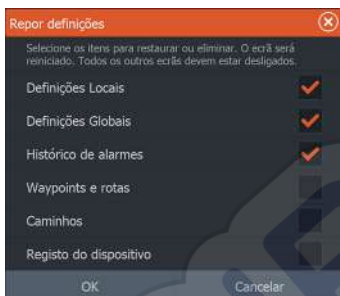 Repor definições
Selecione os itens para restaurar ou eliminar. O ecrã será
reiniciado. Todos os outros ecrãs devem estar desligados.
Definições Locais
Definições Globais
Histórico de alarmes
Waypoints e rotas
Caminhos
Registo do dispositivo
OK Cancelar